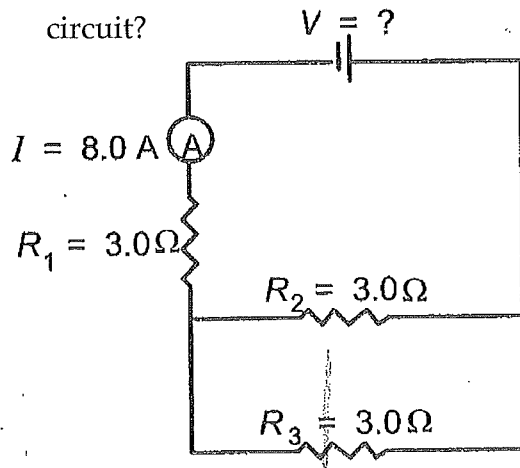 circuit?
V = ?
I = 8.0 A A
R₁ = 3.0Ω
R₂ = 3.0Ω
R₃ = 3.0Ω